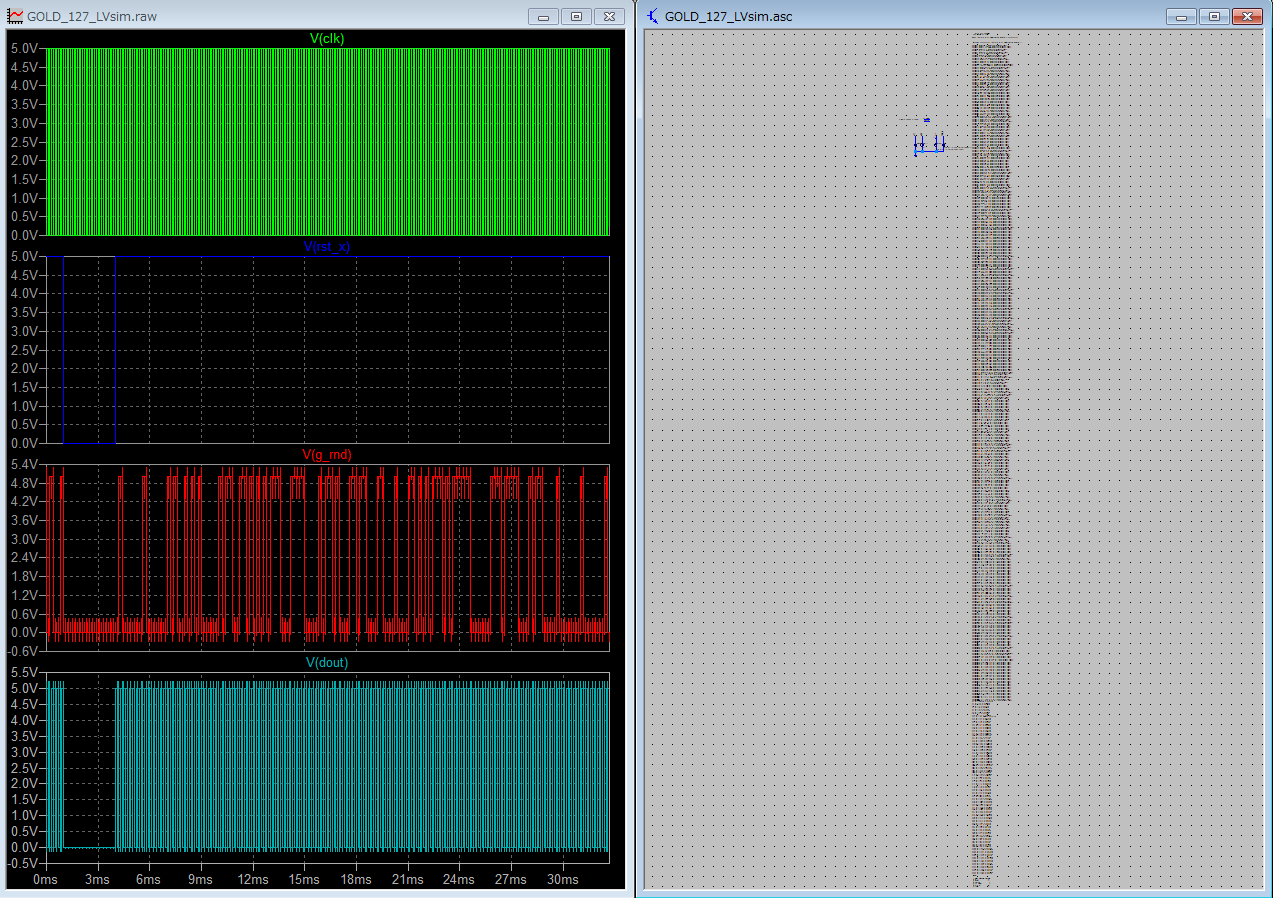 GOLD_127_LVsim.raw
V(clk)
5.0V
4.5V
4.0V
3.5V
3.0V
2.5V
2.0V
1.5V
1.0V
0.5V
0.0V
V(rst_x)
5.0V
4.5V
4.0V
3.5V
3.0V
2.5V
2.0V
1.5V
1.0V
0.5V
0.0V
V(g_md)
5.4V
4.8V
4.2V
3.6V
3.0V
2.4V
1.8V
1.2V
0.6V
0.0V
-0.6V
V(dout)
5.5V
5.0V
4.5V
4.0V
3.5V
3.0V
2.5V
2.0V
1.5V
1.0V
0.5V
0.0V
-0.5V
0ms 3ms 6ms 9ms 12ms 15ms 18ms 21ms 24ms 27ms 30ms
GOLD_127_LVsim.asc